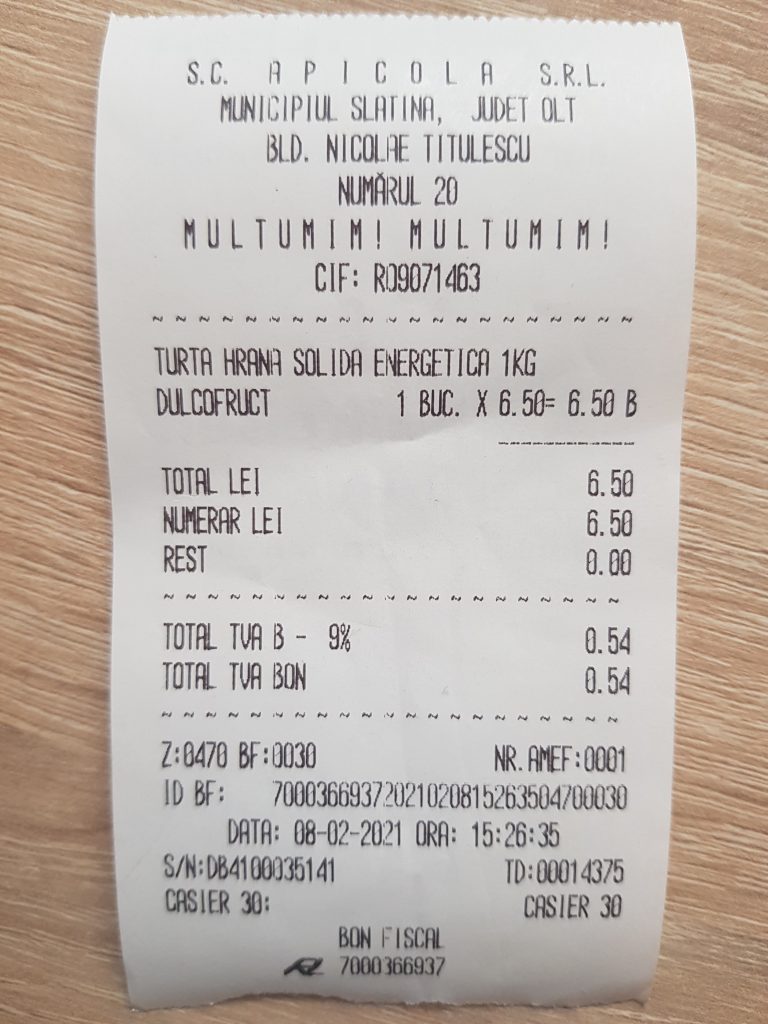 S.C. A P I C O L A S.R.L.
MUNICIPIUL SLATINA, JUDET OLT
BLD. NICOLAE TITULESCU
NUMĂRUL 20
M U L T U M I M ! M U L T U M I M !
CIF: RO9071463
~ ~ ~ ~ ~ ~ ~ ~ ~ ~ ~ ~ ~ ~ ~ ~ ~ ~ ~ ~ ~
TURTA HRANA SOLIDA ENERGETICA 1KG
DULCOFRUCT 1 BUC. X 6.50= 6.50 B
TOTAL LEI 6.50
NUMERAR LEI 6.50
REST 0.00
~ ~ ~ ~ ~ ~ ~ ~ ~ ~ ~ ~ ~ ~ ~ ~ ~ ~ ~ ~ ~
TOTAL TVA B - 9% 0.54
TOTAL TVA BON 0.54
~ ~ ~ ~ ~ ~ ~ ~ ~ ~ ~ ~ ~ ~ ~ ~ ~ ~ ~ ~ ~
Z:0470 BF:0030 NR.AMEF:0001
ID BF: 70003669372021020815263504700030
DATA: 08-02-2021 ORA: 15:26:35
S/N:DB4100035141 TD:00014375
CASIER 30: CASIER 30
BON FISCAL
7000366937